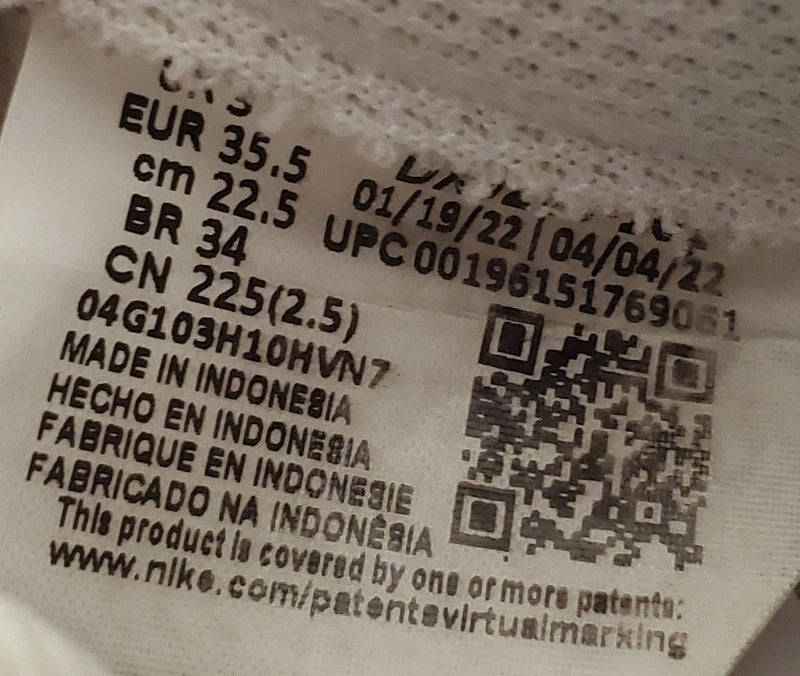 EUR 35.5
cm 22.5
BR 34
CN 225(2.5)
01/19/22 | 04/04/22
UPC 00196151769061
04G103H10HVN7
MADE IN INDONESIA
HECHO EN INDONESIA
FABRIQUE EN INDONESIE
FABRICADO NA INDONÉSIA
This product is covered by one or more patents:
www.nike.com/patentsvirtualmarking